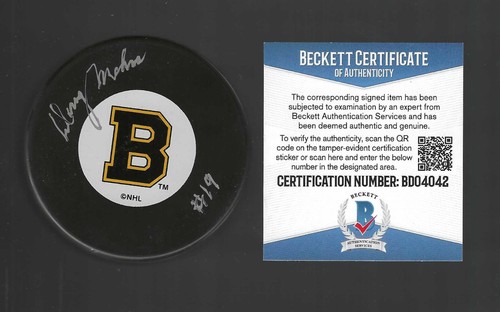 Doug Mohns
B
TM
©NHL
#19
BECKETT CERTIFICATE
OF AUTHENTICITY
The corresponding signed item has been
subjected to examination by an expert from
Beckett Authentication Services and has
been deemed authentic and genuine.
To verify the authenticity, scan the QR
code on the tamper-evident certification
sticker or scan here and enter the below
number in the designated area.
CERTIFICATION NUMBER: BD04042
BECKETT
B
AUTHENTICATION
SERVICES